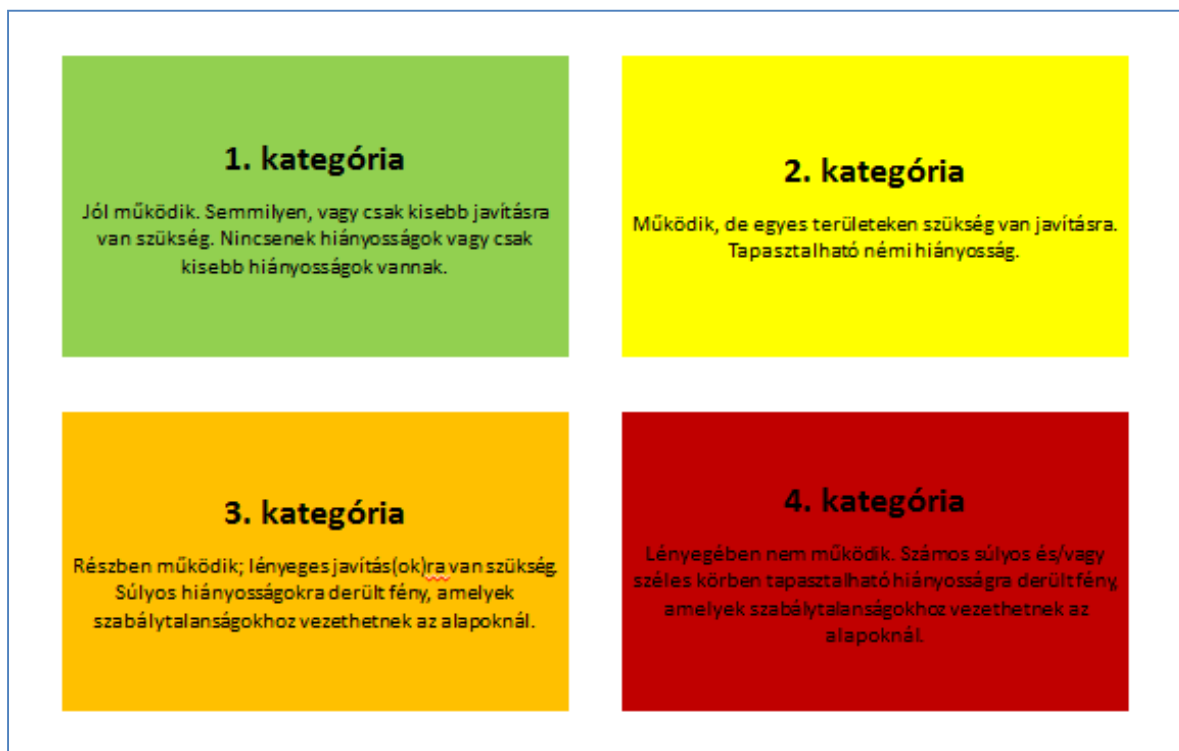 1. kategória
Jól működik. Semmilyen, vagy csak kisebb javításra
van szükség. Nincsenek hiányosságok vagy csak
kisebb hiányosságok vannak.
2. kategória
Működik, de egyes területeken szükség van javításra.
Tapasztalható némi hiányosság.
3. kategória
Részben működik; lényeges javítás(ok)ra van szükség.
Súlyos hiányosságokra derült fény, amelyek
szabálytalanságokhoz vezethetnek az alapoknál.
4. kategória
Lényegében nem működik. Számos súlyos és/vagy
széles körben tapasztalható hiányosságra derült fény,
amelyek szabálytalanságokhoz vezethetnek az
alapoknál.